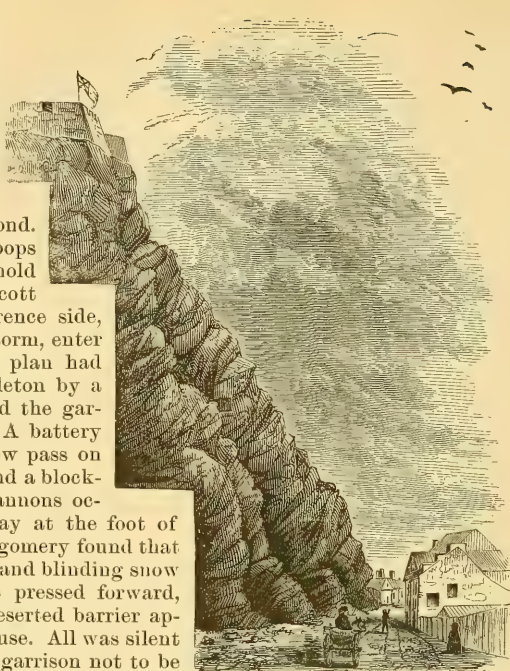 ond.
oops
hold
cott
rence side,
orm, enter
plan had
leton by a
d the gar-
A battery
w pass on
nd a block-
annons oc-
ay at the foot of
gomery found that
and blinding snow
pressed forward,
eserted barrier ap-
use. All was silent
garrison not to be